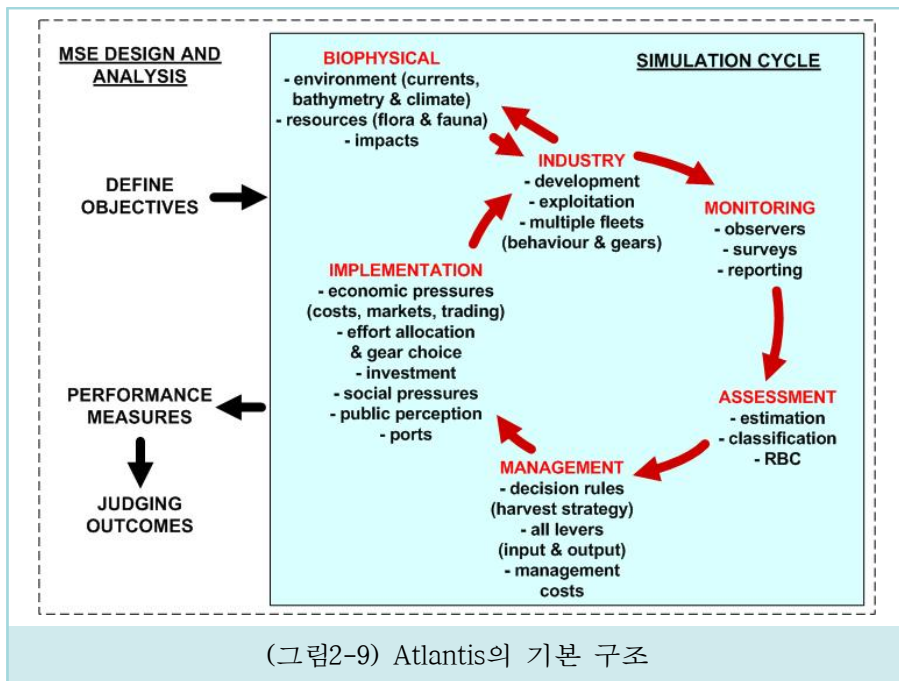 MSE DESIGN AND
ANALYSIS
DEFINE
OBJECTIVES
PERFORMANCE
MEASURES
JUDGING
OUTCOMES
SIMULATION CYCLE
BIOPHYSICAL
- environment (currents,
bathymetry & climate)
- resources (flora & fauna)
- impacts
INDUSTRY
- development
- exploitation
- multiple fleets
(behaviour & gears)
MONITORING
- observers
- surveys
- reporting
ASSESSMENT
- estimation
- classification
- RBC
MANAGEMENT
- decision rules
(harvest strategy)
- all levers
(input & output)
- management
costs
IMPLEMENTATION
- economic pressures
(costs, markets, trading)
- effort allocation
& gear choice
- investment
- social pressures
- public perception
- ports
(그림2-9) Atlantis의 기본 구조